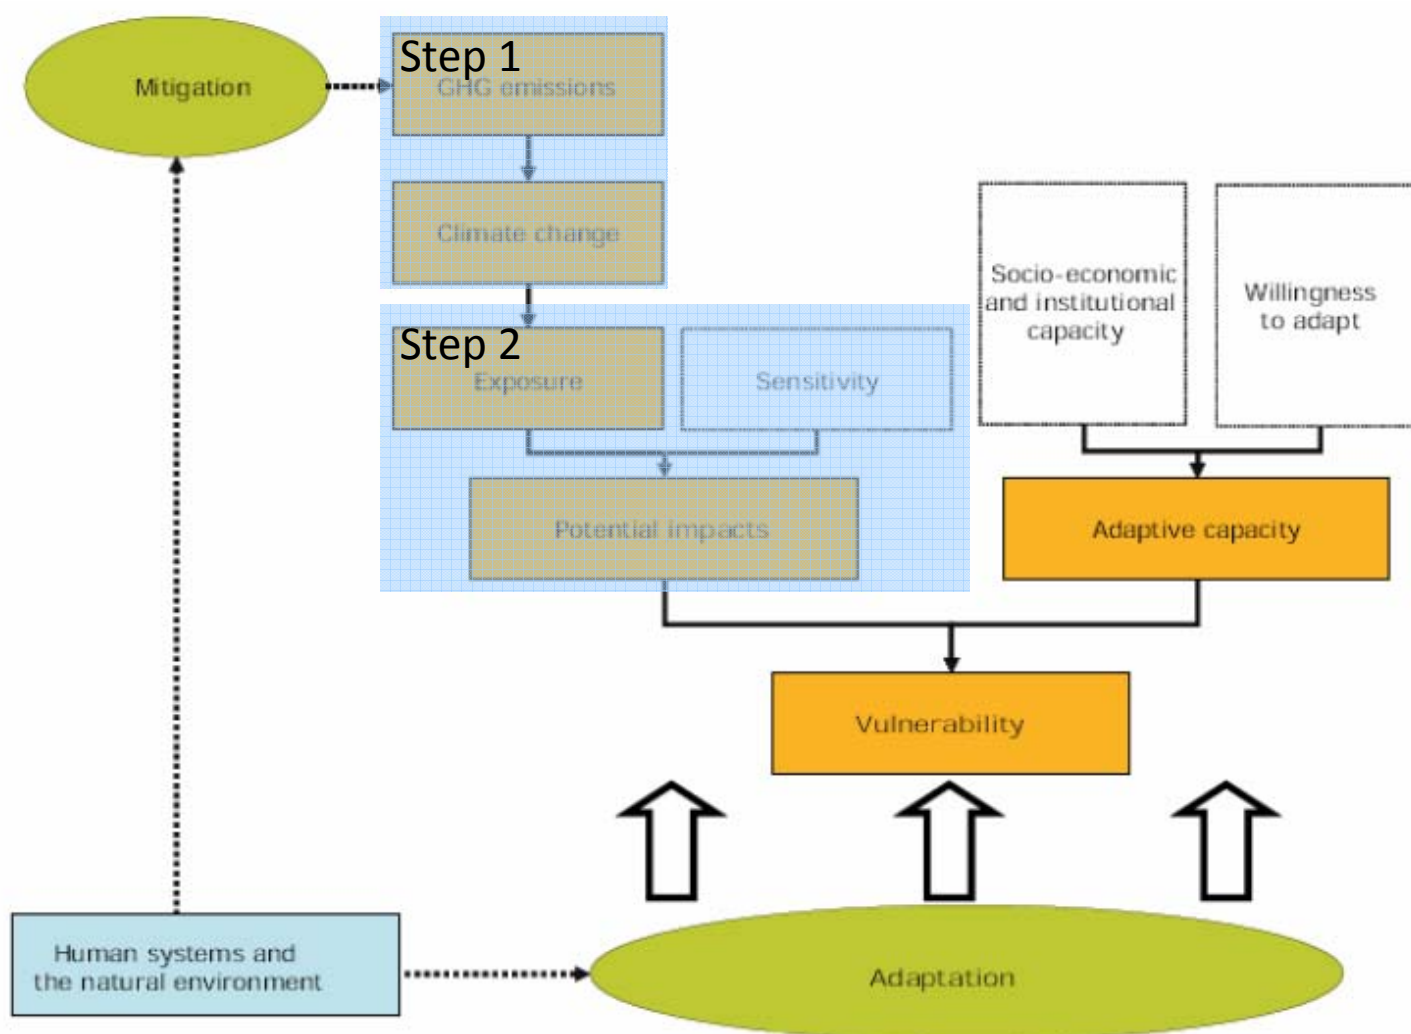 Mitigation
Step 1
GHG emissions
Climate change
Socio-economic
and institutional
capacity
Willingness
to adapt
Step 2
Exposure
Sensitivity
Potential impacts
Adaptive capacity
Vulnerability
Human systems and
the natural environment
Adaptation